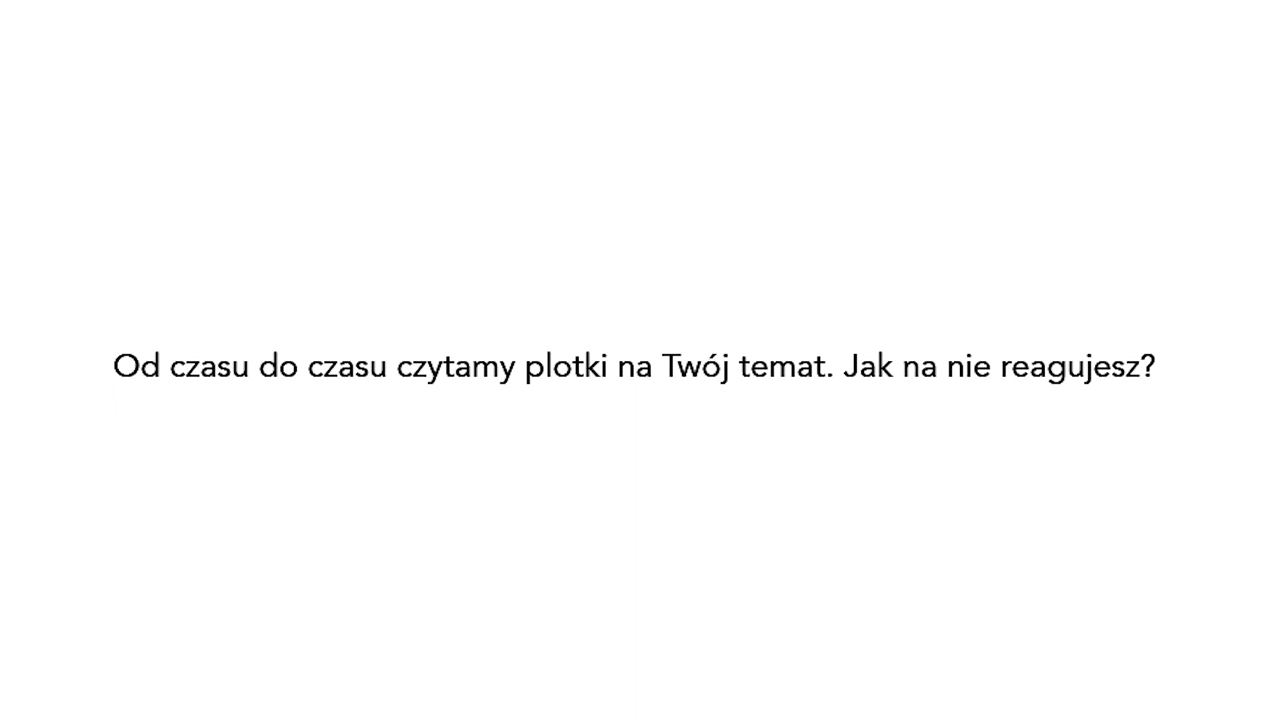 Od czasu do czasu czytamy plotki na Twój temat. Jak na nie reagujesz?